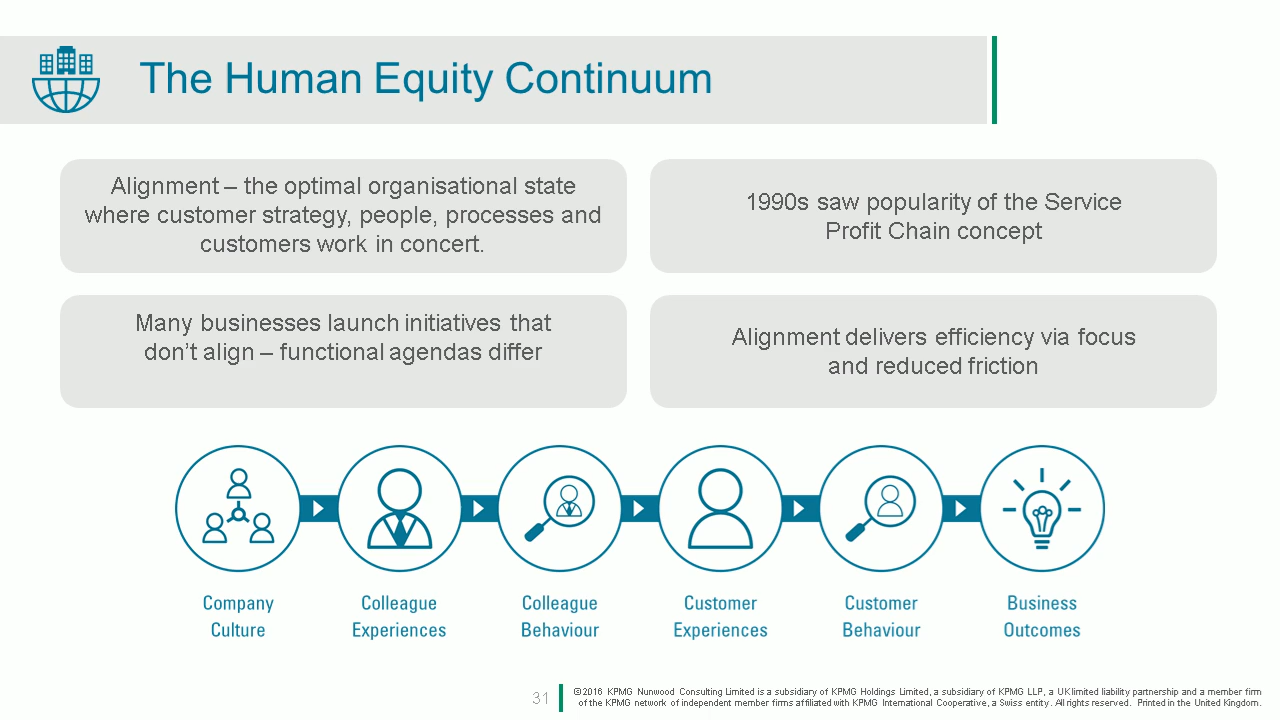 The Human Equity Continuum
Alignment – the optimal organisational state
where customer strategy, people, processes and
customers work in concert.
1990s saw popularity of the Service
Profit Chain concept
Many businesses launch initiatives that
don’t align – functional agendas differ
Alignment delivers efficiency via focus
and reduced friction
Company
Culture
Colleague
Experiences
Colleague
Behaviour
Customer
Experiences
Customer
Behaviour
Business
Outcomes
31
©2016 KPMG Nunwood Consulting Limited is a subsidiary of KPMG Holdings Limited, a subsidiary of KPMG LLP, a UK limited liability partnership and a member firm
of the KPMG network of independent member firms affiliated with KPMG International Cooperative, a Swiss entity. All rights reserved. Printed in the United Kingdom.